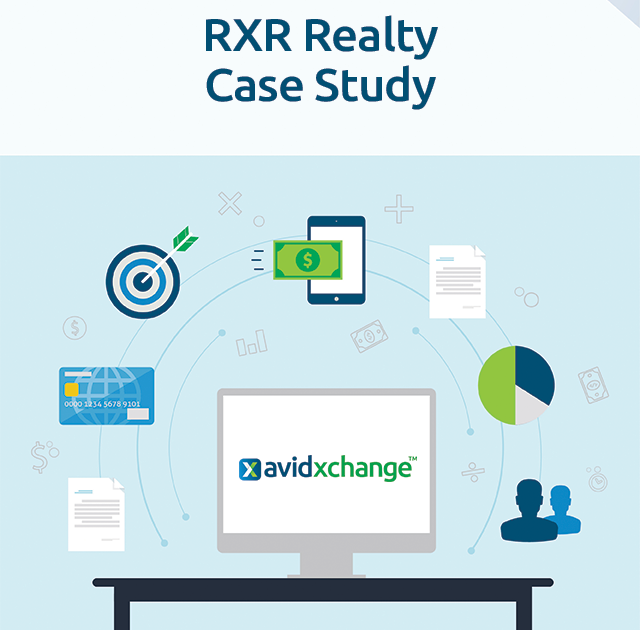 RXR Realty
Case Study
$
$
$
0000 1234 5678 9101
avidxchange™
$